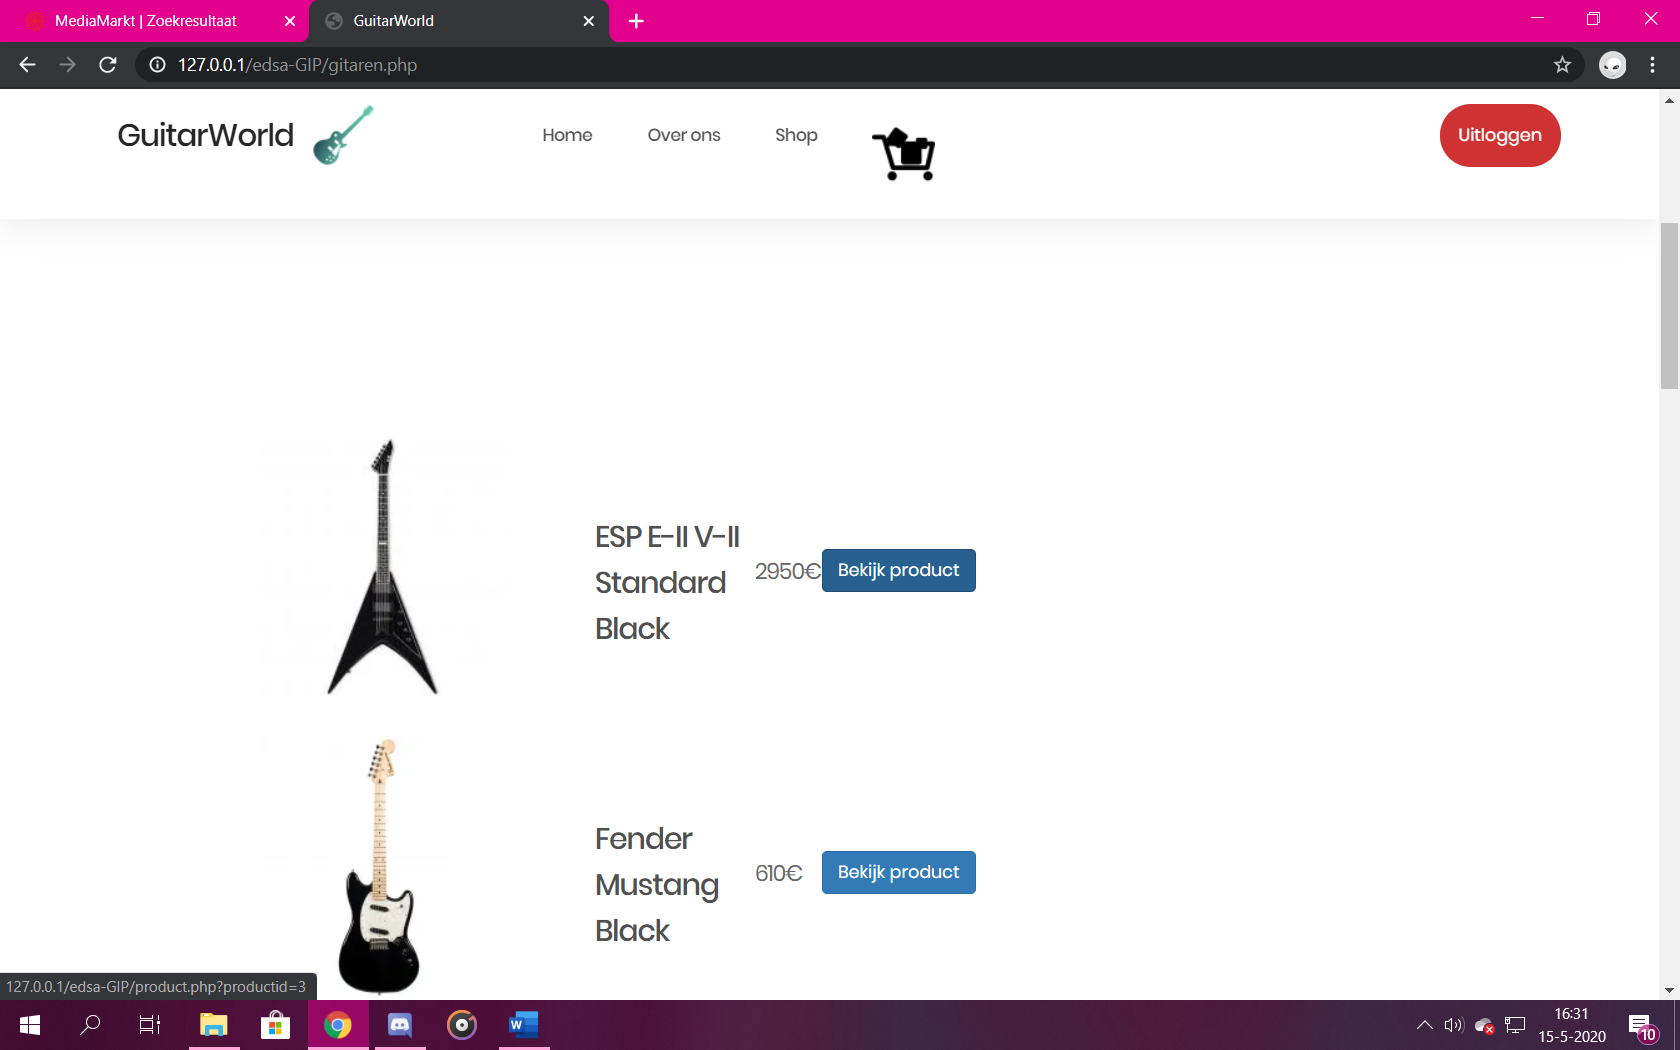 MediaMarkt | Zoekresultaat
GuitarWorld
127.0.0.1/edsa-GIP/gitaren.php
GuitarWorld
Home
Over ons
Shop
Uitloggen
ESP E-II V-II
Standard
Black
2950€
Bekijk product
Fender
Mustang
Black
610€
Bekijk product
127.0.0.1/edsa-GIP/product.php?productid=3
16:31
15-5-2020
10